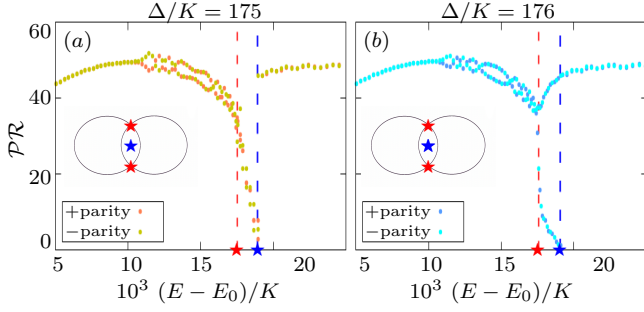 Δ/K = 175
Δ/K = 176
60
40
20
0
PR
(a)
+parity
−parity
5
10
15
20
10³ (E − E₀)/K
(b)
+parity
−parity
5
10
15
20
10³ (E − E₀)/K